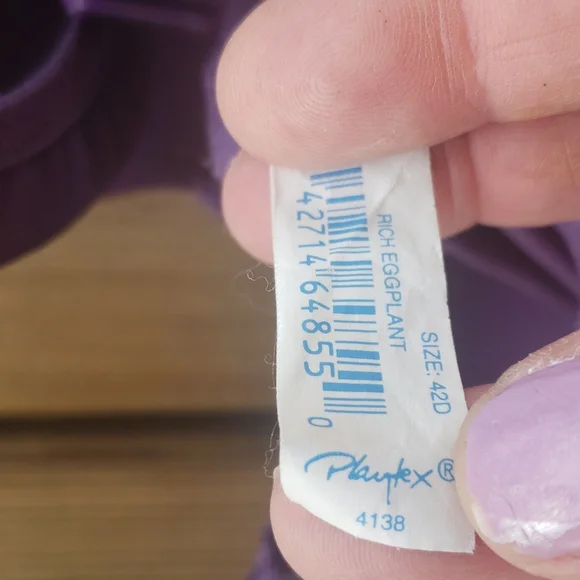 RICH EGGPLANT
SIZE: 42D
42714 64855 0
Playtex®
4138